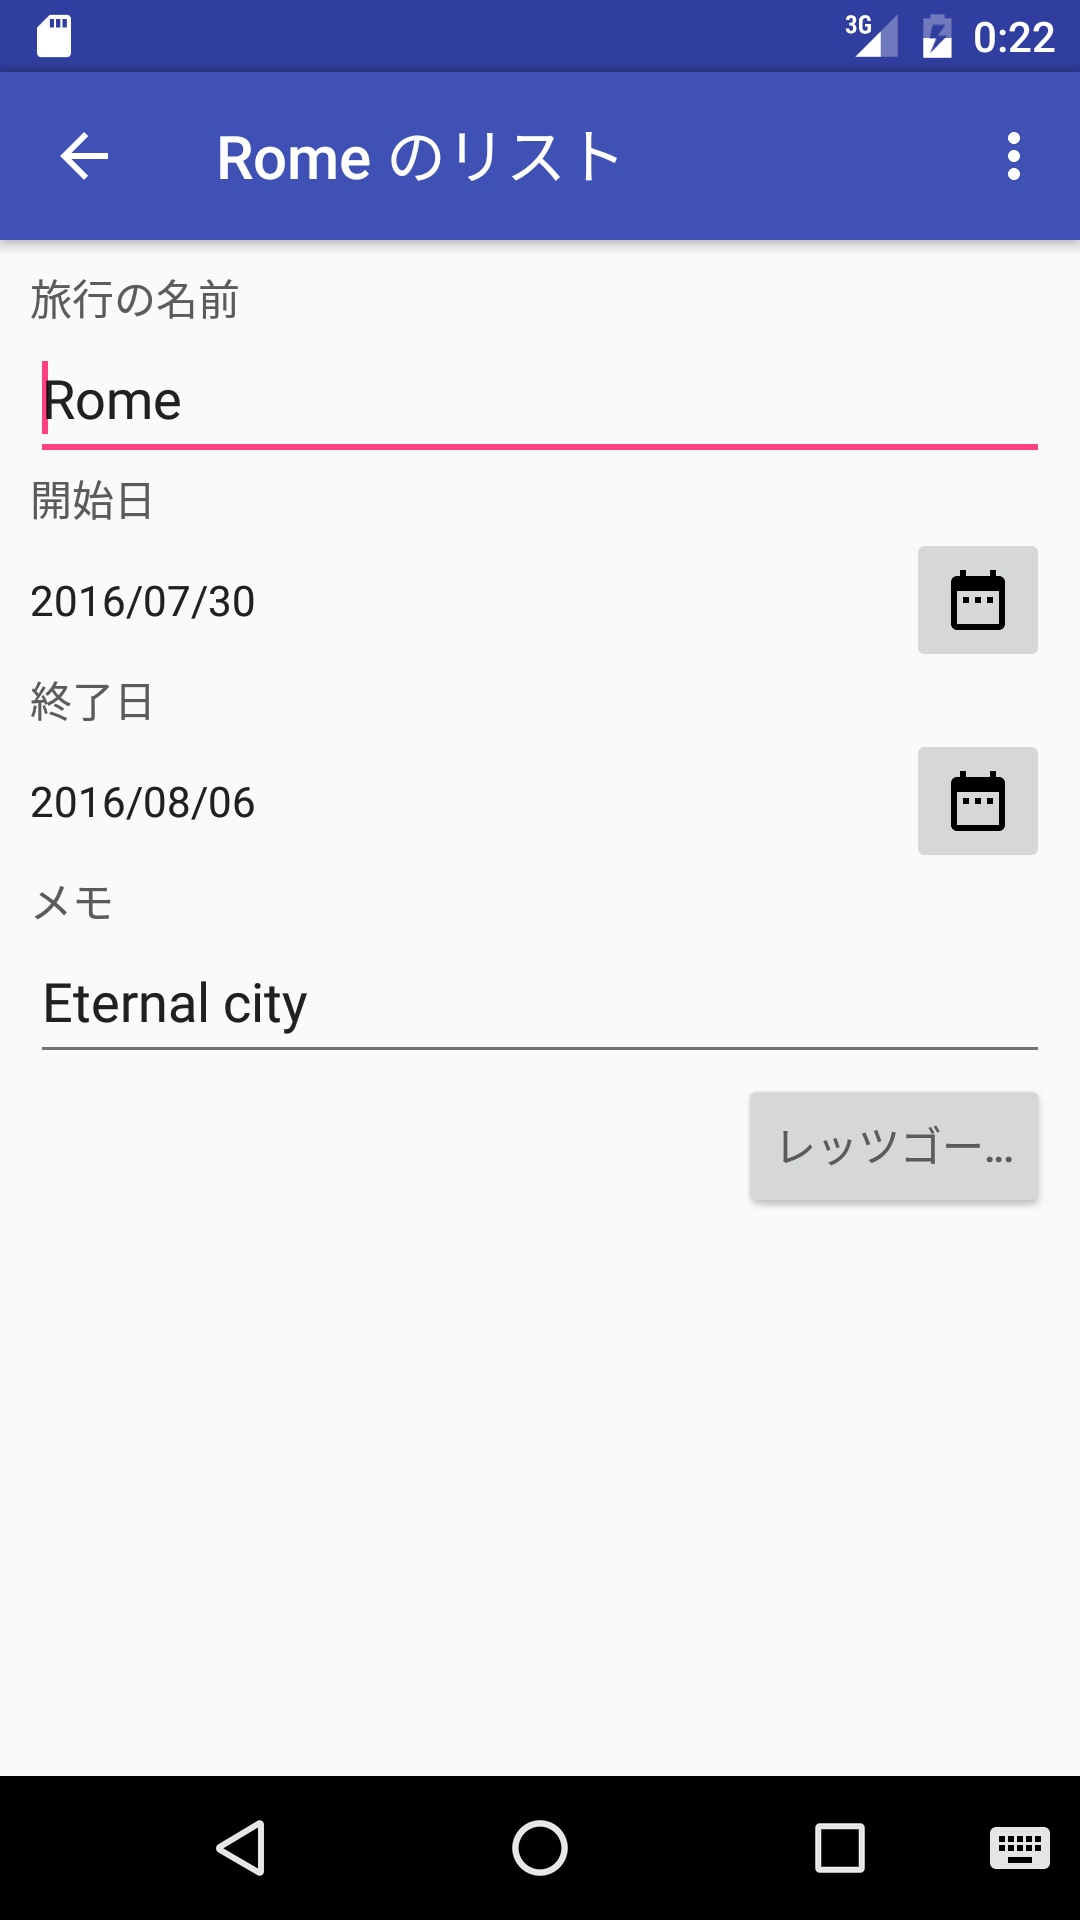 3G 0:22
Rome のリスト
旅行の名前
Rome
開始日
2016/07/30
終了日
2016/08/06
メモ
Eternal city
レッツゴー...